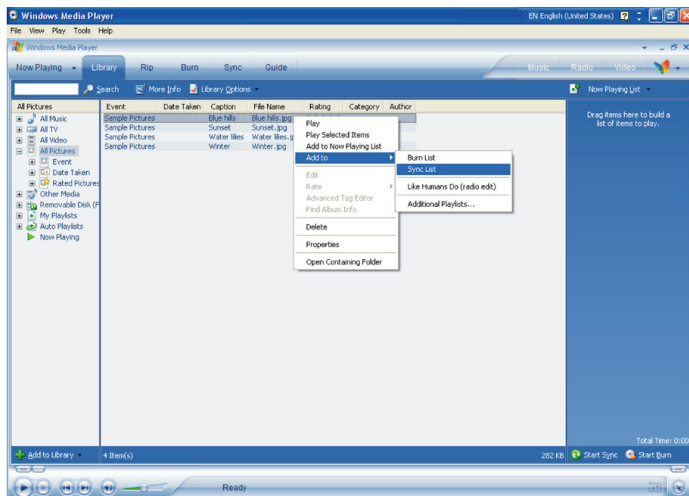 Windows Media Player
EN English (United States)
File View Play Tools Help
Windows Media Player
Now Playing Library Rip Burn Sync Guide Music Radio Video
Search More Info Library Options Now Playing List
All Pictures
All Music
All TV
All Video
All Pictures
Event
Date Taken
Rated Pictures
Other Media
Removable Disk (F
My Playlists
Auto Playlists
Now Playing
Event Date Taken Caption File Name Rating Category Author
Sample Pictures Blue hills Blue hills.jpg
Sample Pictures Sunset Sunset.jpg
Sample Pictures Water lilies Water lilies.jp
Sample Pictures Winter Winter.jpg
Play
Play Selected Items
Add to Now Playing List
Add to
Edit
Rate
Advanced Tag Editor
Find Album Info
Delete
Properties
Open Containing Folder
Burn List
Sync List
Like Humans Do (radio edit)
Additional Playlists...
Drag items here to build a
list of items to play.
Total Time: 0:00
Add to Library 4 Item(s) 282 KB Start Sync Start Burn
Ready